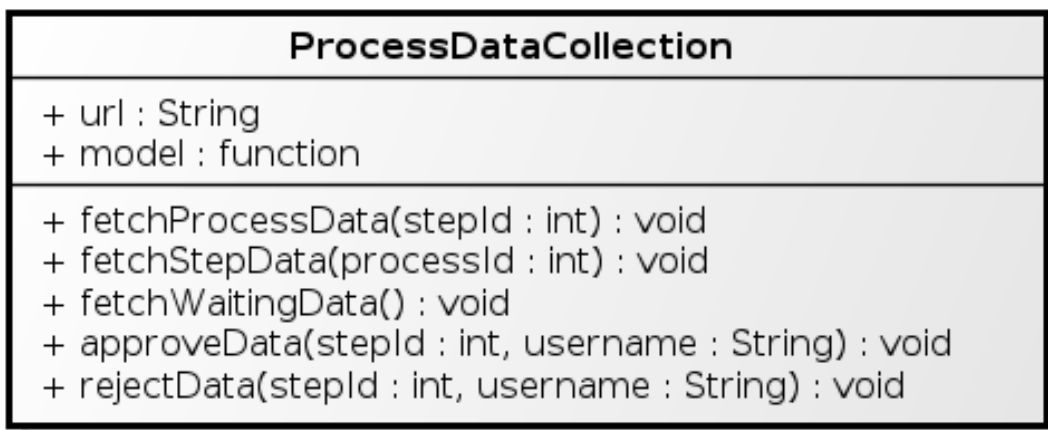 ProcessDataCollection
+ url : String
+ model : function
+ fetchProcessData(stepId : int) : void
+ fetchStepData(processId : int) : void
+ fetchWaitingData() : void
+ approveData(stepId : int, username : String) : void
+ rejectData(stepId : int, username : String) : void